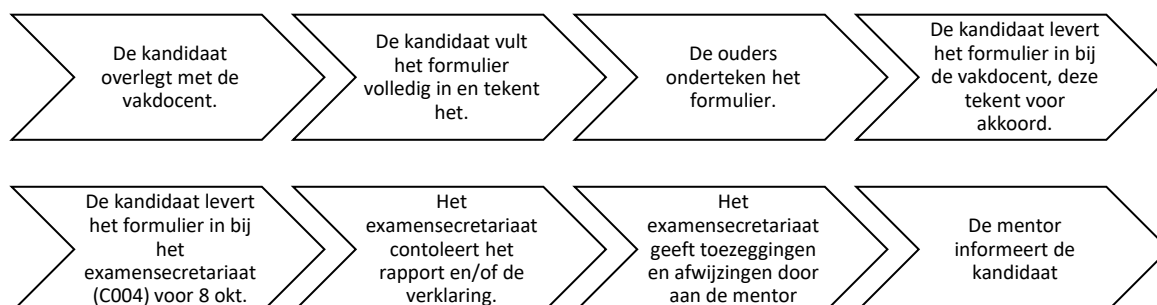 De kandidaat
overlegt met de
vakdocent.
De kandidaat vult
het formulier
volledig in en tekent
het.
De ouders
onderteken het
formulier.
De kandidaat levert
het formulier in bij
de vakdocent, deze
tekent voor
akkoord.
De kandidaat levert
het formulier in bij
het
examensecretariaat
(C004) voor 8 okt.
Het
examensecretariaat
contoleert het
rapport en/of de
verklaring.
Het
examensecretariaat
geeft toezeggingen
en afwijzingen door
aan de mentor
De mentor
informeert de
kandidaat